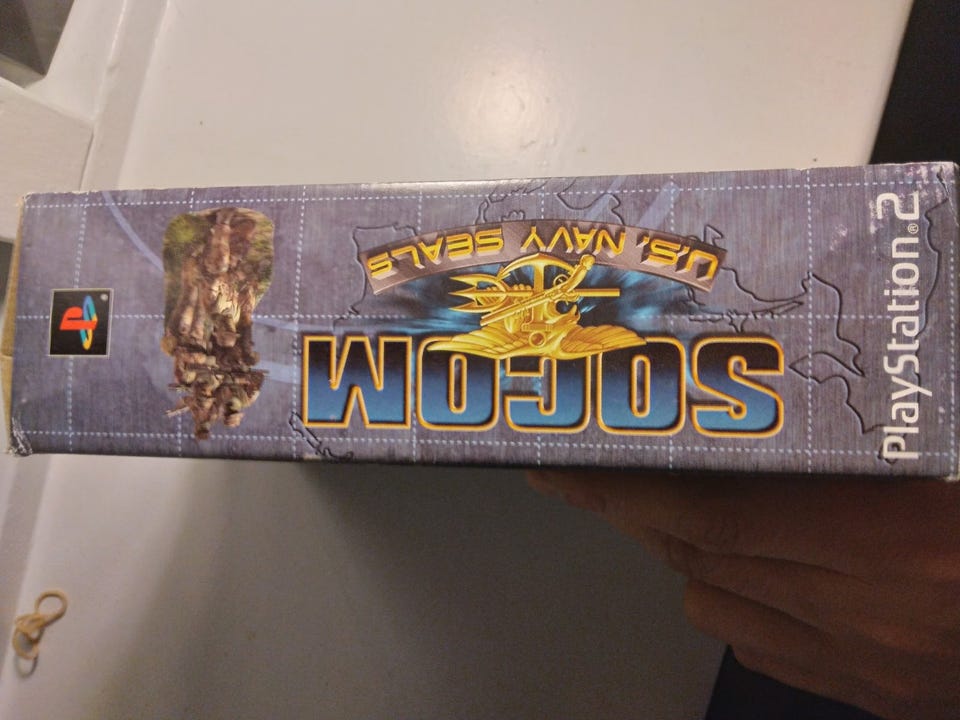 PlayStation®2
SOCOM
U.S. NAVY SEALS